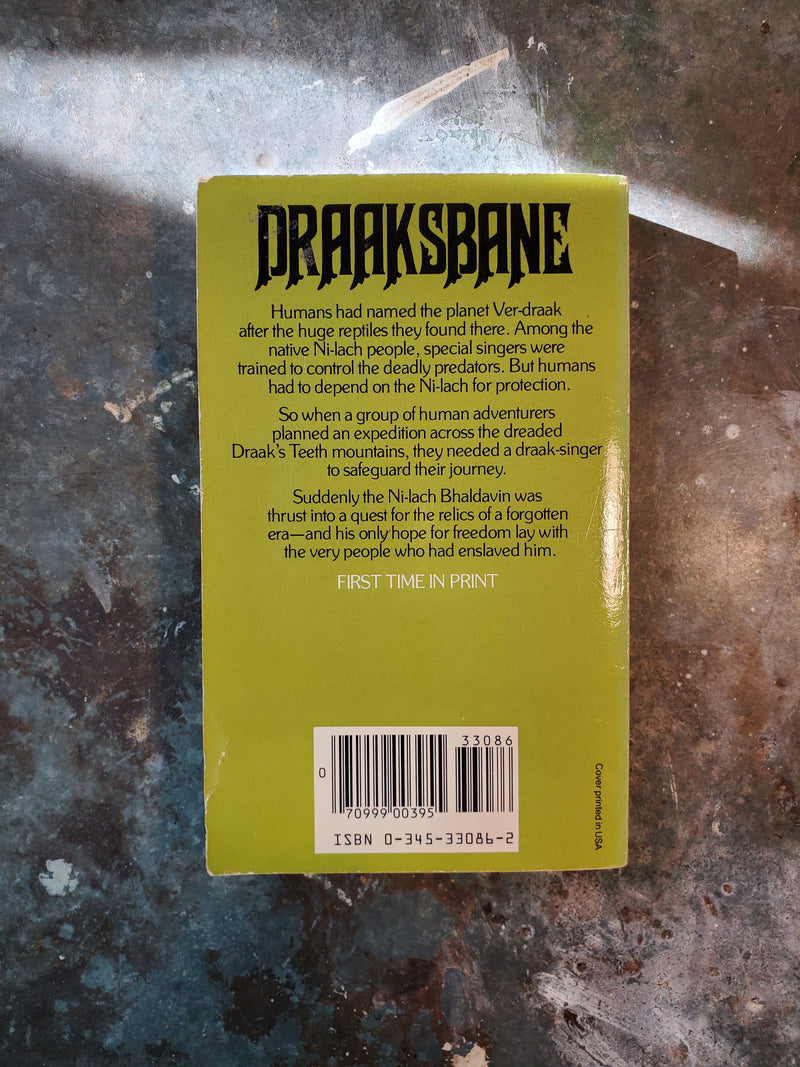 DRAAKSBANE
Humans had named the planet Ver-draak
after the huge reptiles they found there. Among the
native Ni-lach people, special singers were
trained to control the deadly predators. But humans
had to depend on the Ni-lach for protection.
So when a group of human adventurers
planned an expedition across the dreaded
Draak's Teeth mountains, they needed a draak-singer
to safeguard their journey.
Suddenly the Ni-lach Bhaldavin was
thrust into a quest for the relics of a forgotten
era—and his only hope for freedom lay with
the very people who had enslaved him.
FIRST TIME IN PRINT
33086
0
70999 00395
ISBN 0-345-33086-2
Cover printed in USA